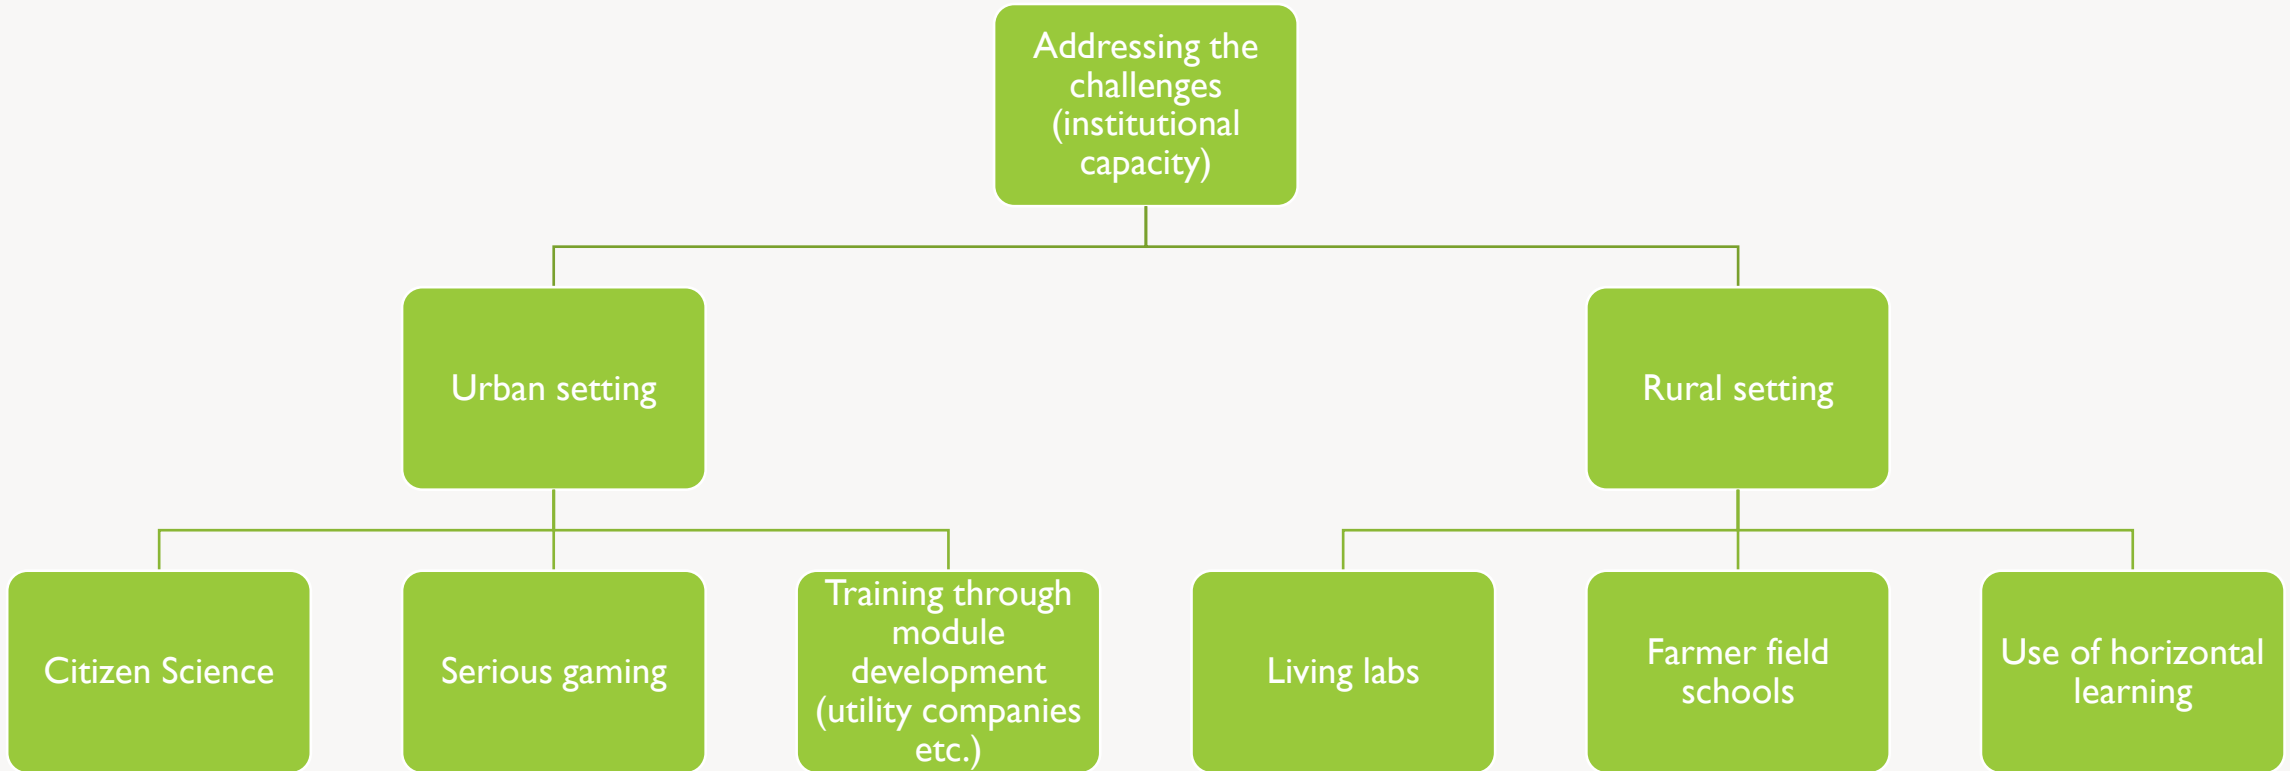 Addressing the
challenges
(institutional
capacity)
Urban setting
Rural setting
Citizen Science
Serious gaming
Training through
module
development
(utility companies
etc.)
Living labs
Farmer field
schools
Use of horizontal
learning